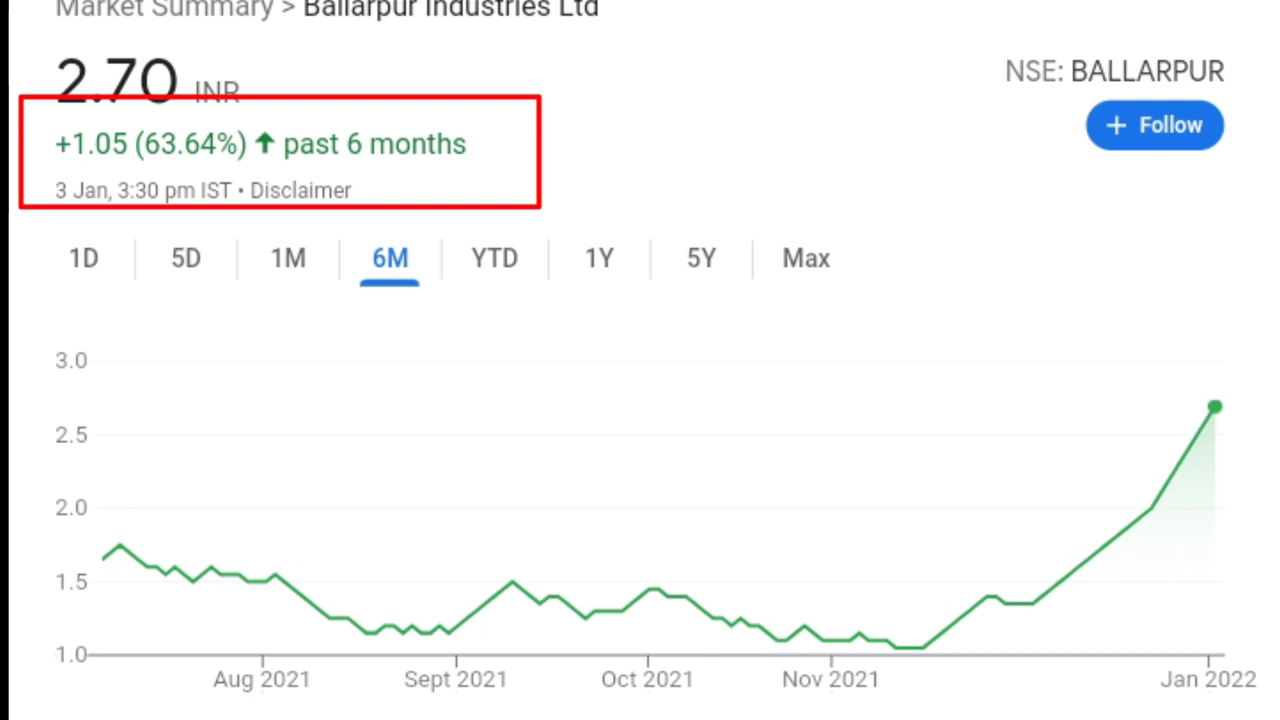 Market Summary > Ballarpur Industries Ltd
2.70 INR
NSE: BALLARPUR
+ Follow
+1.05 (63.64%) ↑ past 6 months
3 Jan, 3:30 pm IST • Disclaimer
1D 5D 1M 6M YTD 1Y 5Y Max
3.0
2.5
2.0
1.5
1.0
Aug 2021 Sept 2021 Oct 2021 Nov 2021 Jan 2022